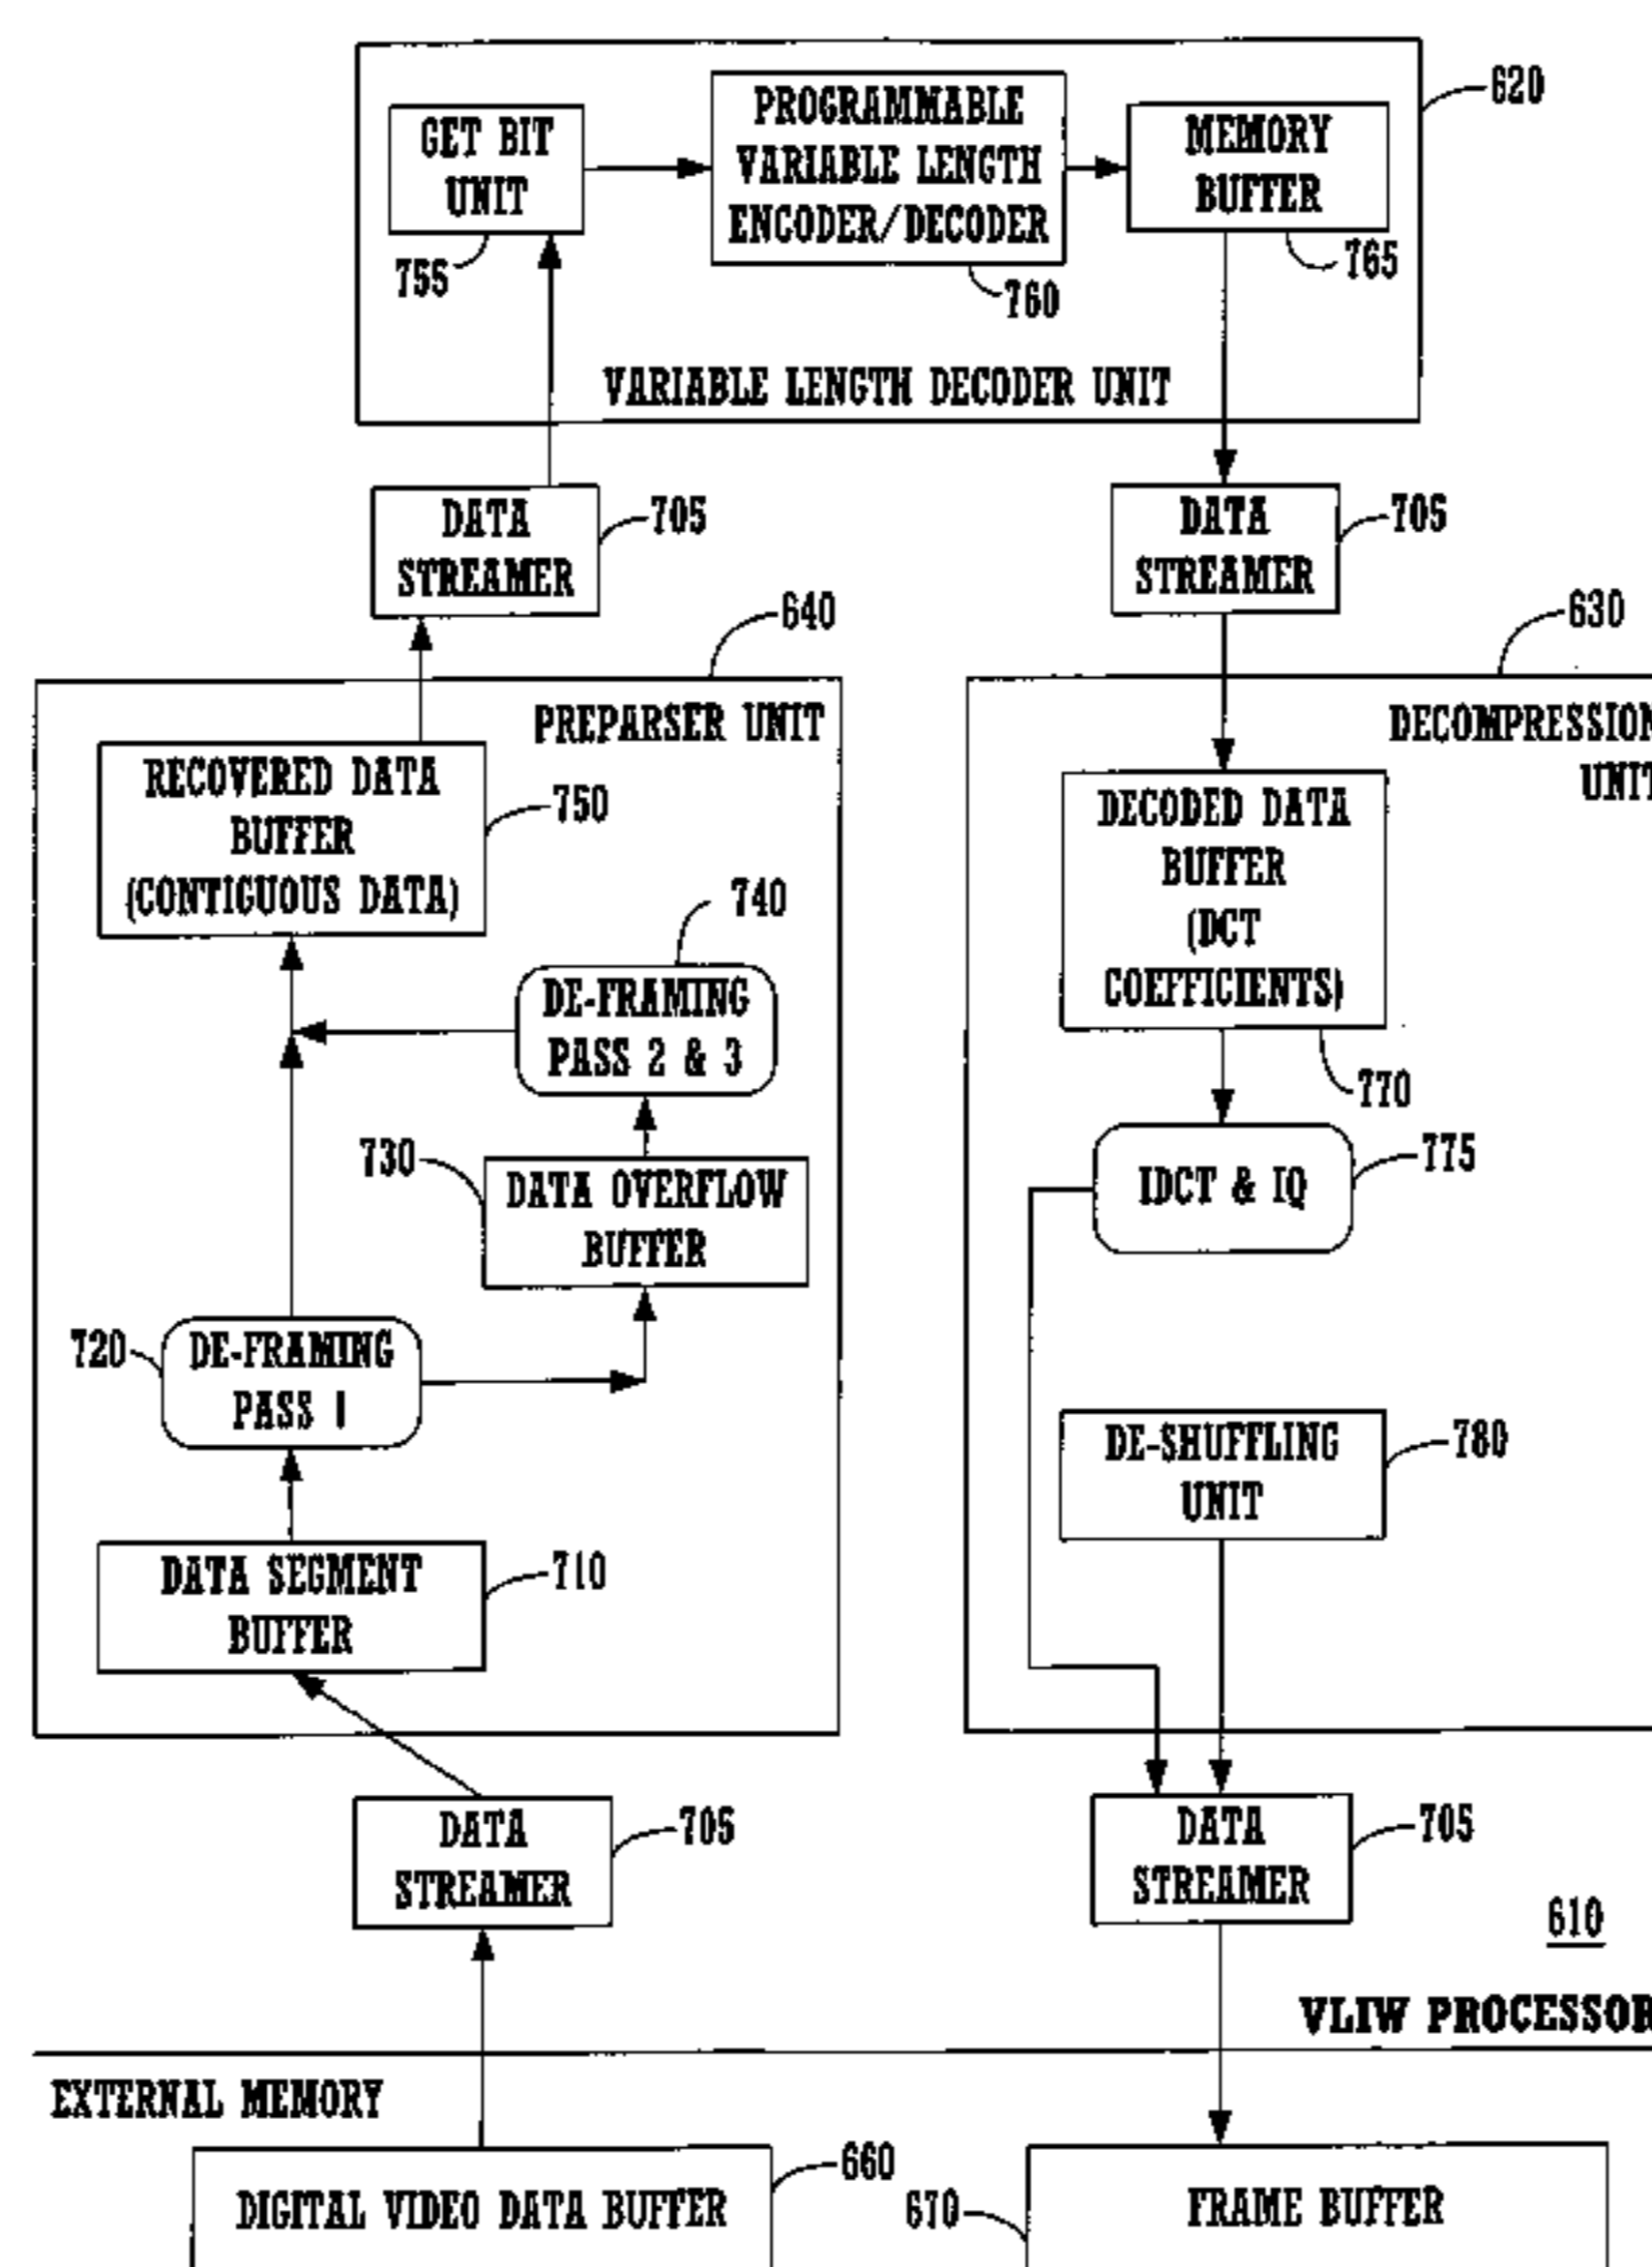 620
GET BIT
UNIT
755
PROGRAMMABLE
VARIABLE LENGTH
ENCODER/DECODER
760
MEMORY
BUFFER
765
VARIABLE LENGTH DECODER UNIT
DATA
STREAMER
705
DATA
STREAMER
705
640
630
PREPARSER UNIT
RECOVERED DATA
BUFFER
(CONTIGUOUS DATA)
750
740
DE-FRAMING
PASS 2 & 3
730
DATA OVERFLOW
BUFFER
720
DE-FRAMING
PASS 1
DATA SEGMENT
BUFFER
710
DECOMPRESSION
UNIT
DECODED DATA
BUFFER
(DCT
COEFFICIENTS)
770
IDCT & IQ
775
DE-SHUFFLING
UNIT
780
DATA
STREAMER
705
DATA
STREAMER
705
610
VLIW PROCESSOR
EXTERNAL MEMORY
DIGITAL VIDEO DATA BUFFER
660
670
FRAME BUFFER